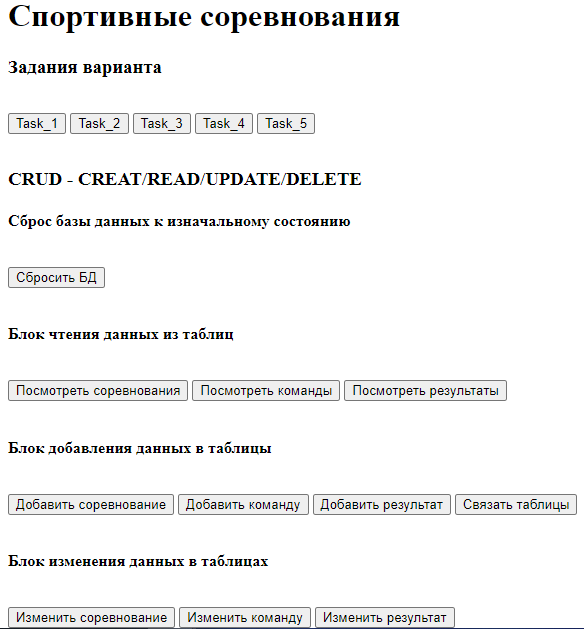 Спортивные соревнования
Задания варианта
Task_1 Task_2 Task_3 Task_4 Task_5
CRUD - CREAT/READ/UPDATE/DELETE
Сброс базы данных к изначальному состоянию
Сбросить БД
Блок чтения данных из таблиц
Посмотреть соревнования Посмотреть команды Посмотреть результаты
Блок добавления данных в таблицы
Добавить соревнование Добавить команду Добавить результат Связать таблицы
Блок изменения данных в таблицах
Изменить соревнование Изменить команду Изменить результат